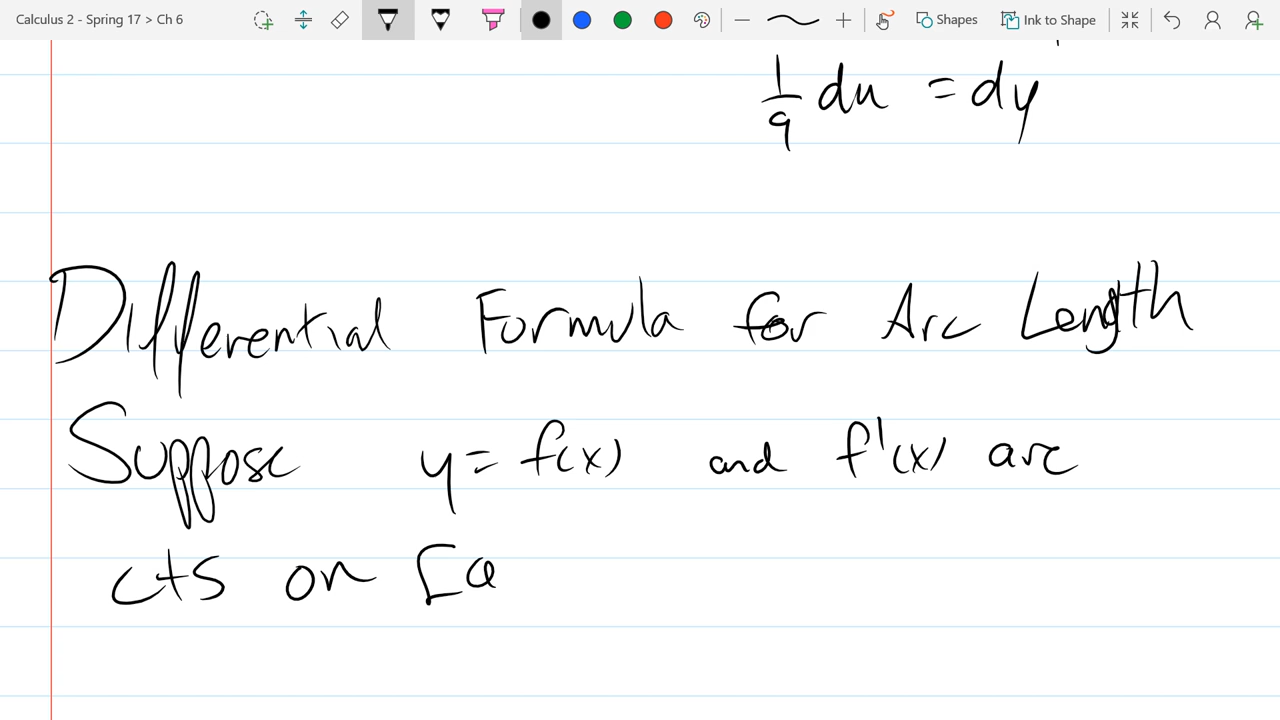 Calculus 2 - Spring 17 > Ch 6 Shapes Ink to Shape
1/9 du = dy
Differential Formula for Arc Length
Suppose y = f(x) and f'(x) are
cts on [a